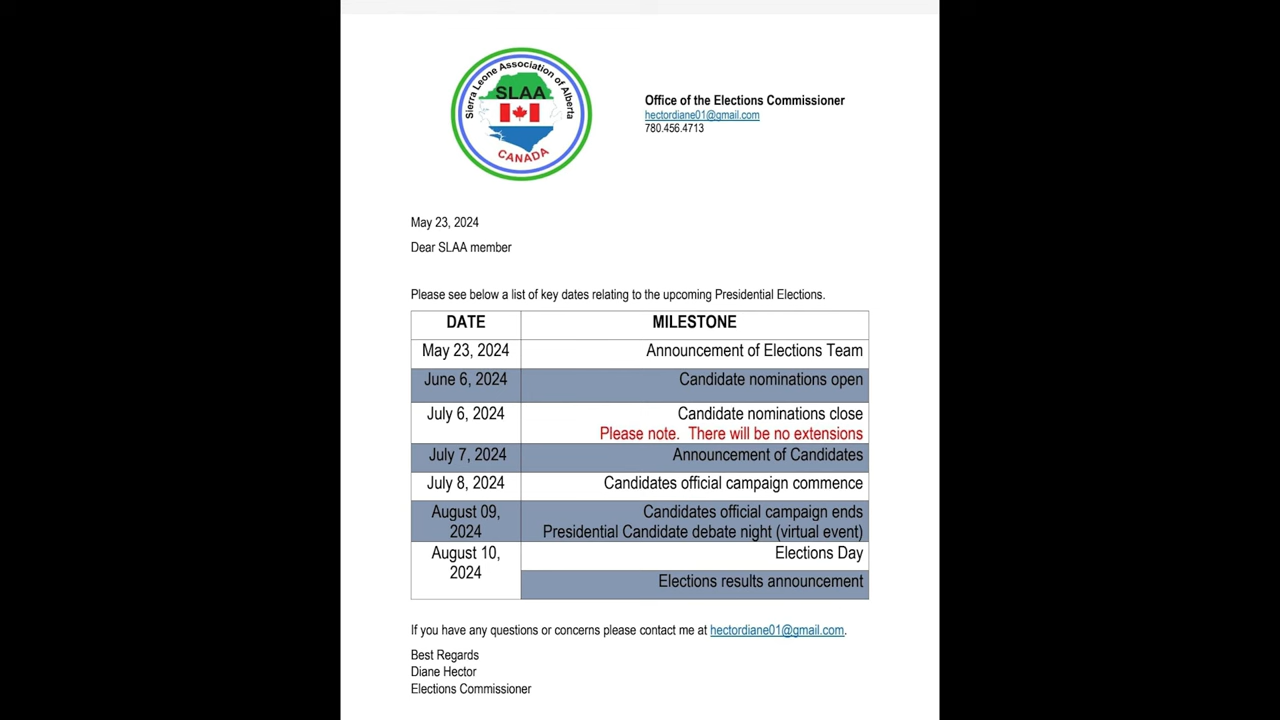 Sierra Leone Association of Alberta
SLAA
CANADA
Office of the Elections Commissioner
hectordiane01@gmail.com
780.456.4713
May 23, 2024
Dear SLAA member
Please see below a list of key dates relating to the upcoming Presidential Elections.
DATE MILESTONE
May 23, 2024 Announcement of Elections Team
June 6, 2024 Candidate nominations open
July 6, 2024 Candidate nominations close
Please note.  There will be no extensions
July 7, 2024 Announcement of Candidates
July 8, 2024 Candidates official campaign commence
August 09, Candidates official campaign ends
2024 Presidential Candidate debate night (virtual event)
August 10, Elections Day
2024
Elections results announcement
If you have any questions or concerns please contact me at hectordiane01@gmail.com.
Best Regards
Diane Hector
Elections Commissioner